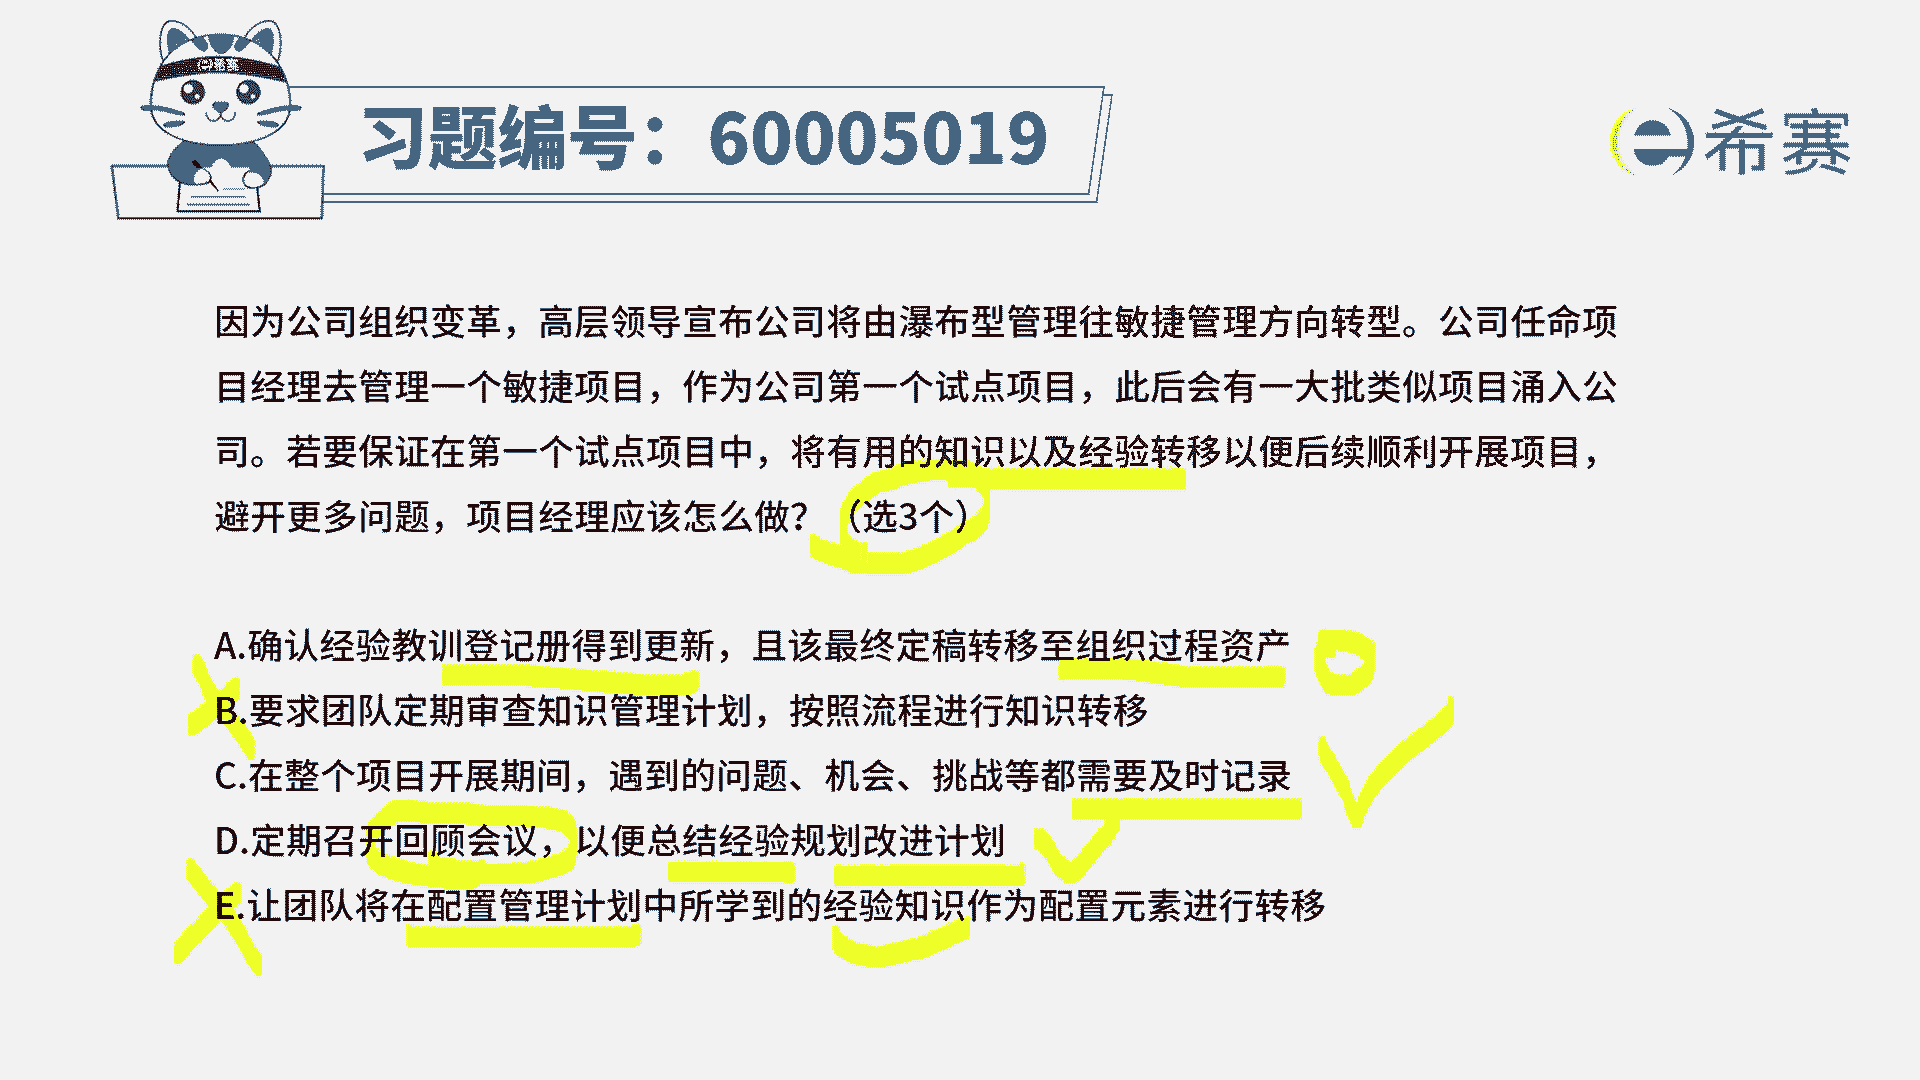 e希赛
习题编号：60005019
e希赛
因为公司组织变革，高层领导宣布公司将由瀑布型管理往敏捷管理方向转型。公司任命项
目经理去管理一个敏捷项目，作为公司第一个试点项目，此后会有一大批类似项目涌入公
司。若要保证在第一个试点项目中，将有用的知识以及经验转移以便后续顺利开展项目，
避开更多问题，项目经理应该怎么做？（选3个）
A.确认经验教训登记册得到更新，且该最终定稿转移至组织过程资产
B.要求团队定期审查知识管理计划，按照流程进行知识转移
C.在整个项目开展期间，遇到的问题、机会、挑战等都需要及时记录
D.定期召开回顾会议，以便总结经验规划改进计划
E.让团队将在配置管理计划中所学到的经验知识作为配置元素进行转移